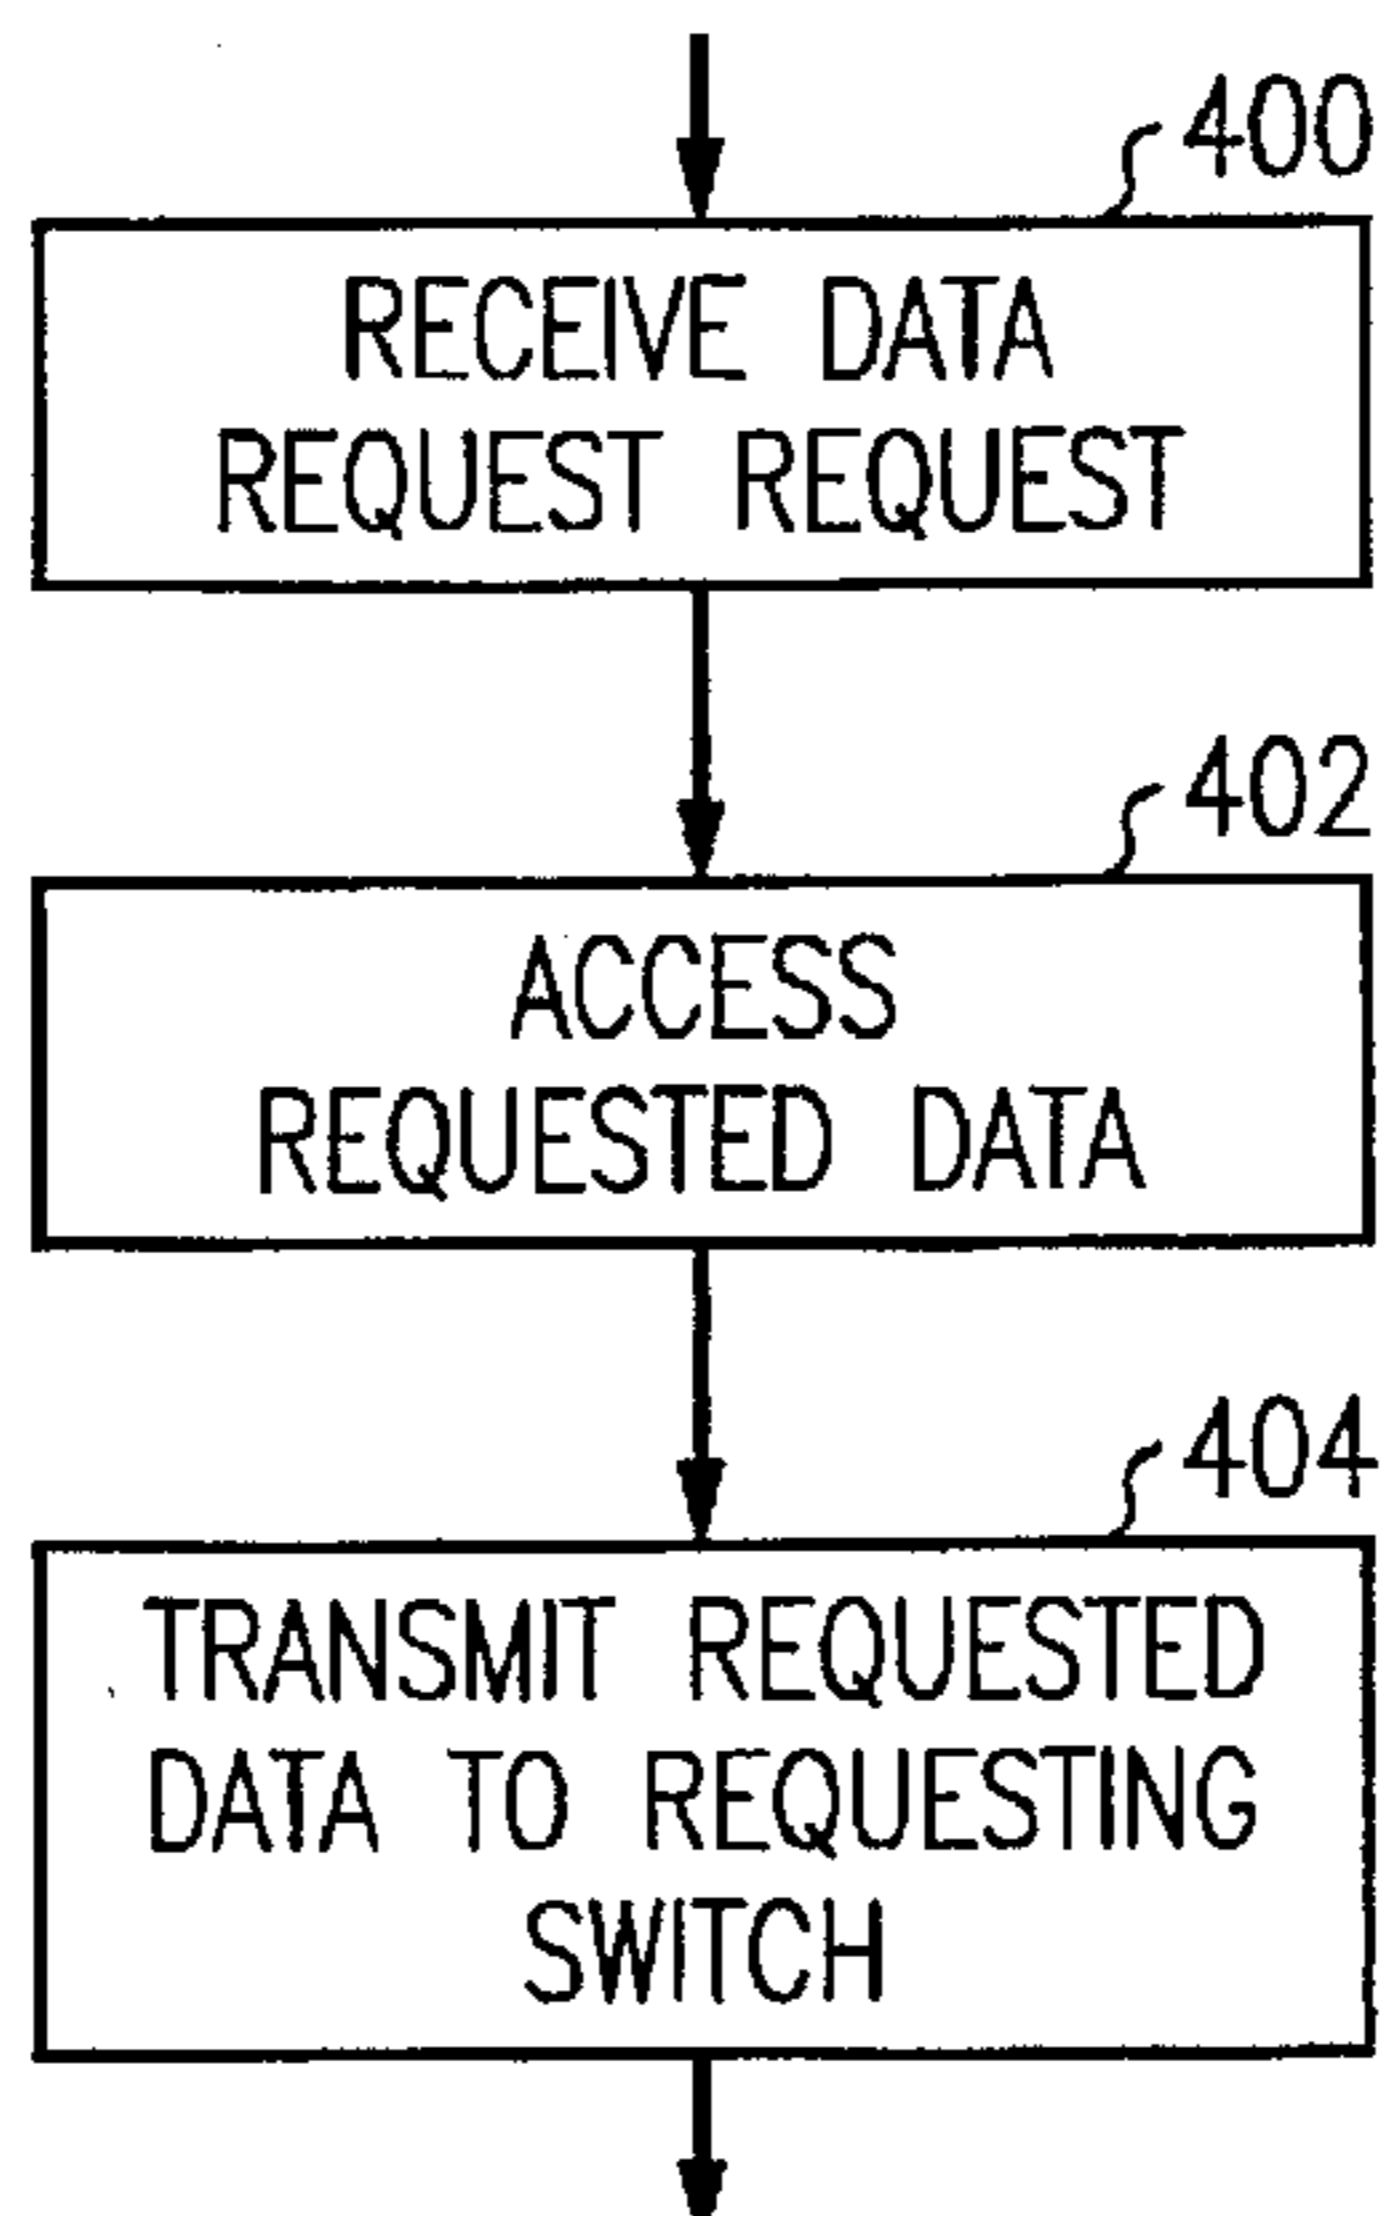 400
RECEIVE DATA
REQUEST REQUEST
402
ACCESS
REQUESTED DATA
404
TRANSMIT REQUESTED
DATA TO REQUESTING
SWITCH